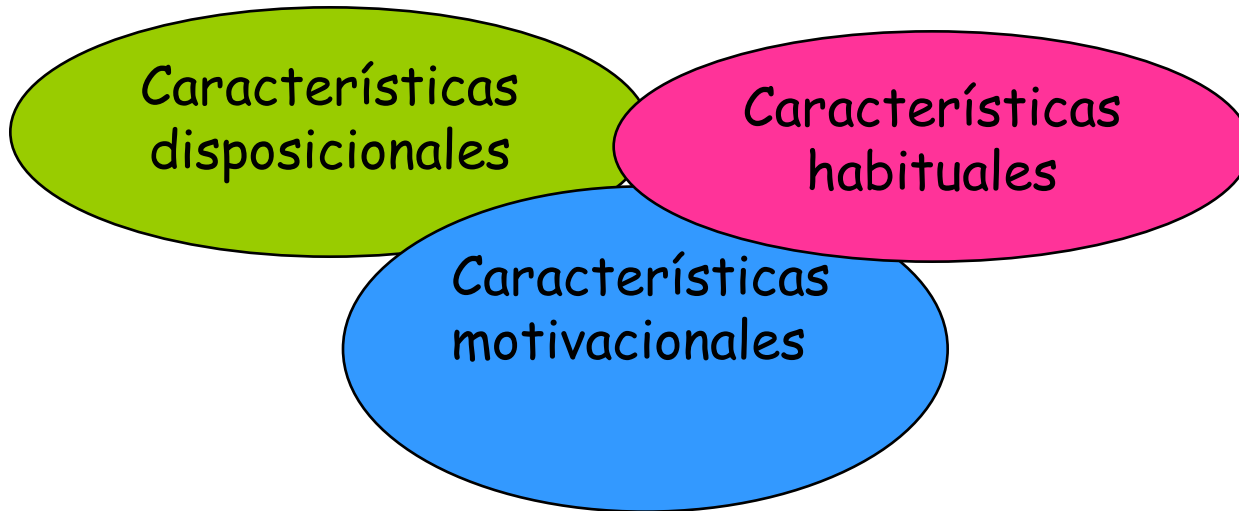 Características
disposicionales
Características
habituales
Características
motivacionales